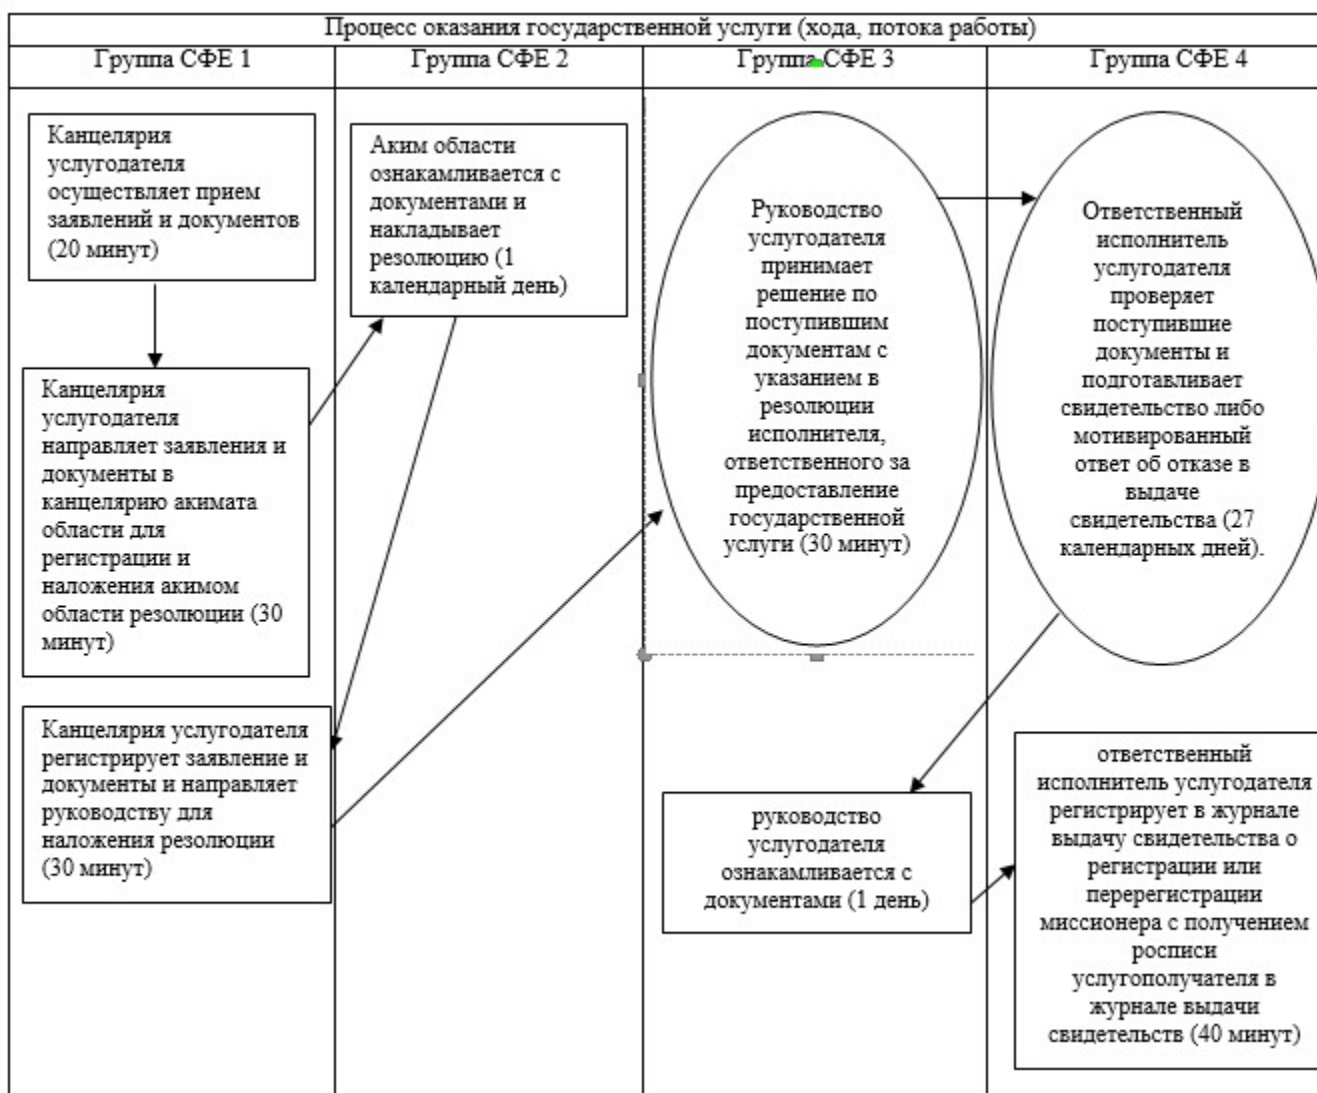 Процесс оказания государственной услуги (хода, потока работы)
Группа СФЕ 1
Группа СФЕ 2
Группа СФЕ 3
Группа СФЕ 4
Канцелярия
услугодателя
осуществляет прием
заявлений и документов
(20 минут)
Канцелярия
услугодателя
направляет заявления и
документы в
канцелярию акимата
области для
регистрации и
наложения акимом
области резолюции (30
минут)
Канцелярия услугодателя
регистрирует заявление и
документы и направляет
руководству для
наложения резолюции
(30 минут)
Аким области
ознакамливается с
документами и
накладывает
резолюцию (1
календарный день)
Руководство
услугодателя
принимает
решение по
поступившим
документам с
указанием в
резолюции
исполнителя,
ответственного за
предоставление
государственной
услуги (30 минут)
Ответственный
исполнитель
услугодателя
проверяет
поступившие
документы и
подготавливает
свидетельство либо
мотивированный
ответ об отказе в
выдаче
свидетельства (27
календарных дней).
руководство
услугодателя
ознакамливается с
документами (1 день)
ответственный
исполнитель услугодателя
регистрирует в журнале
выдачу свидетельства о
регистрации или
перерегистрации
миссионера с получением
росписи
услугополучателя в
журнале выдачи
свидетельств (40 минут)